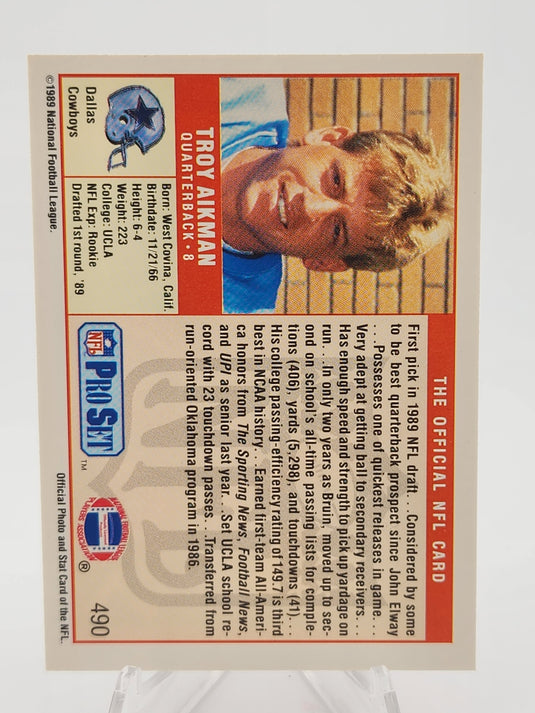 THE OFFICIAL NFL CARD
TROY AIKMAN
QUARTERBACK • 8
Dallas
Cowboys
Born: West Covina, Calif.
Birthdate: 11/21/66
Height: 6-4
Weight: 223
College: UCLA
NFL Exp: Rookie
Drafted 1st round, '89
First pick in 1989 NFL draft. . .Considered by some
to be best quarterback prospect since John Elway
. . .Possesses one of quickest releases in game. . .
Very adept at getting ball to secondary receivers. . .
Has enough speed and strength to pick up yardage on
run. . .In only two years as Bruin, moved up to sec-
ond on school's all-time passing lists for comple-
tions (406), yards (5,298), and touchdowns (41). . .
His college passing-efficiency rating of 149.7 is third
best in NCAA history. . .Earned first-team All-Ameri-
ca honors from The Sporting News, Football News,
and UPI as senior last year. . .Set UCLA school re-
cord with 23 touchdown passes. . .Transferred from
run-oriented Oklahoma program in 1986.
NFL
PRO SET
TM
®
490
©1989 National Football League.
Official Photo and Stat Card of the NFL.